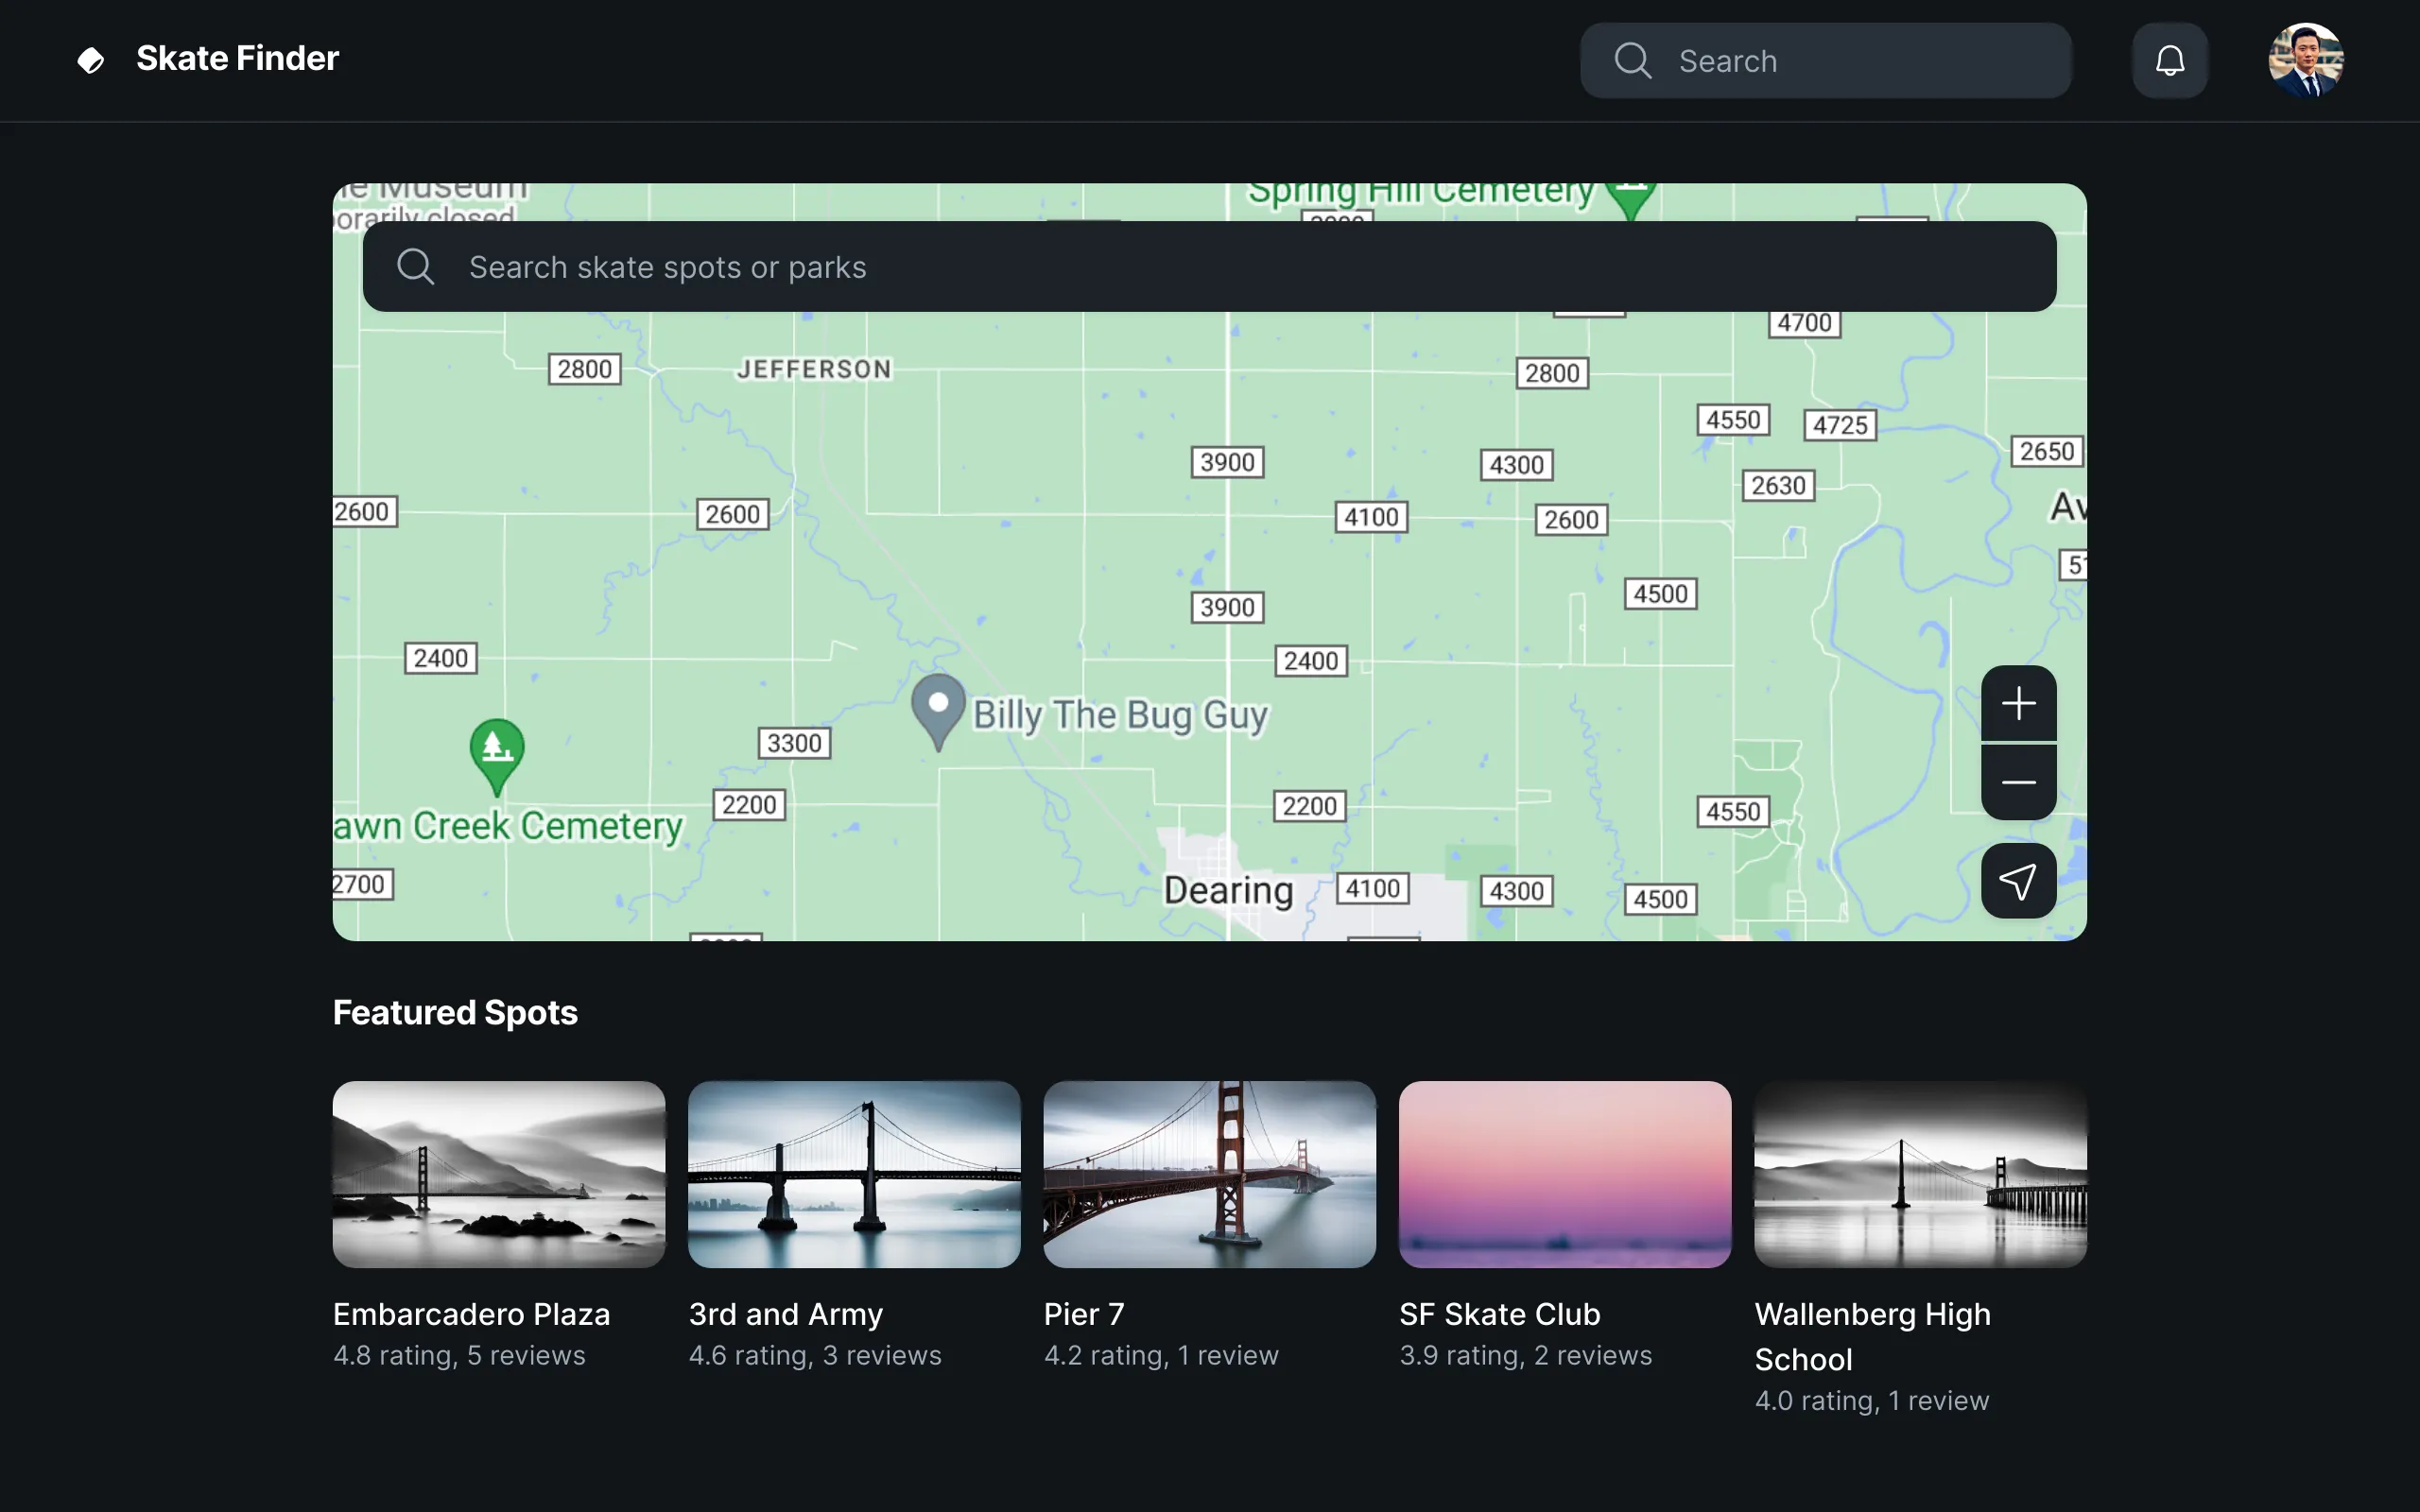 Skate Finder
Search
Spring Hill Cemetery
Search skate spots or parks
4700
2800
JEFFERSON
2800
4550
4725
2650
3900
4300
2630
2600
2600
4100
2600
4500
3900
2400
2400
Billy The Bug Guy
3300
2200
2200
4550
awn Creek Cemetery
2700
Dearing
4100
4300
4500
Featured Spots
Embarcadero Plaza
4.8 rating, 5 reviews
3rd and Army
4.6 rating, 3 reviews
Pier 7
4.2 rating, 1 review
SF Skate Club
3.9 rating, 2 reviews
Wallenberg High
School
4.0 rating, 1 review